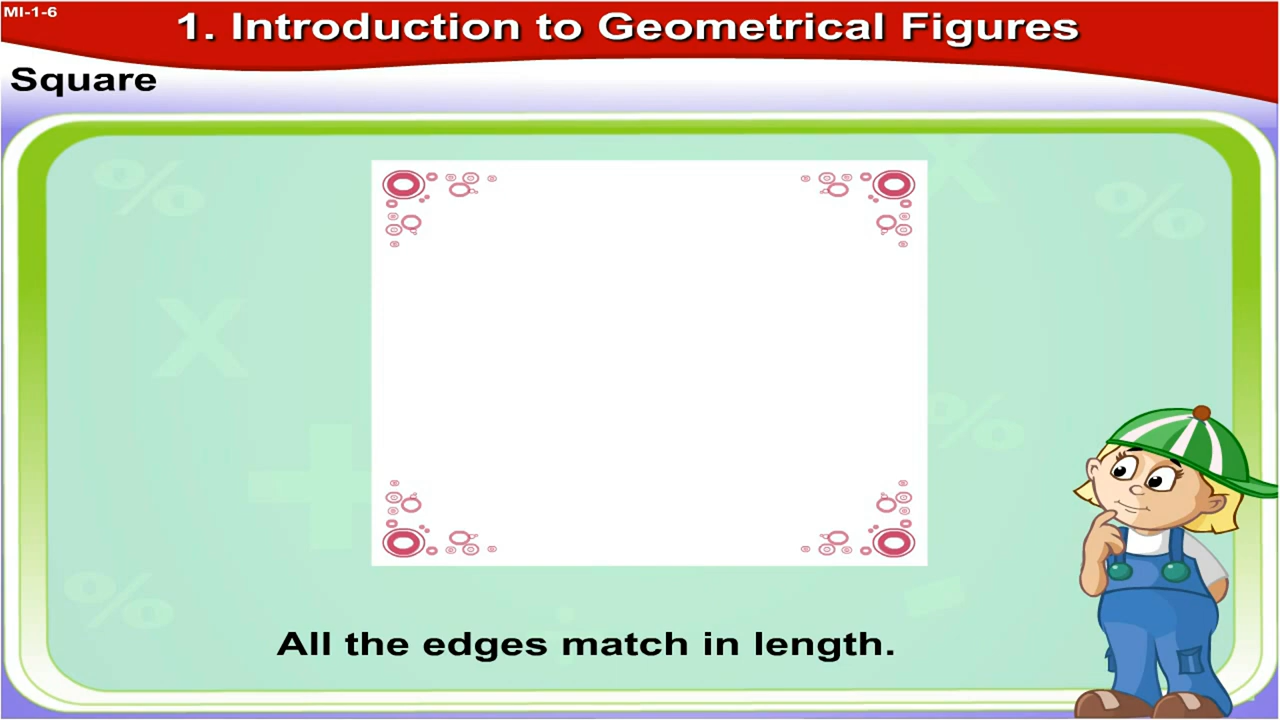 MI-1-6
1. Introduction to Geometrical Figures
Square
All the edges match in length.